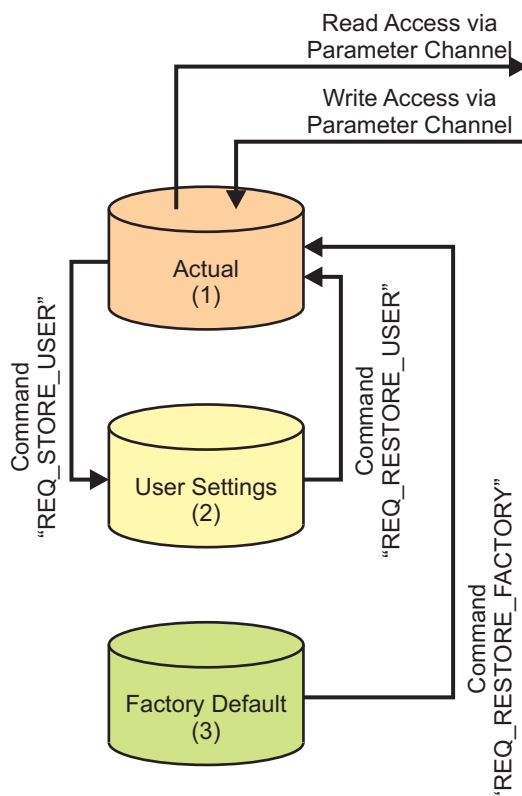 Read Access via
Parameter Channel
Write Access via
Parameter Channel
Actual
(1)
Command
“REQ_STORE_USER”
Command
“REQ_RESTORE_USER”
User Settings
(2)
Command
“REQ_RESTORE_FACTORY”
Factory Default
(3)